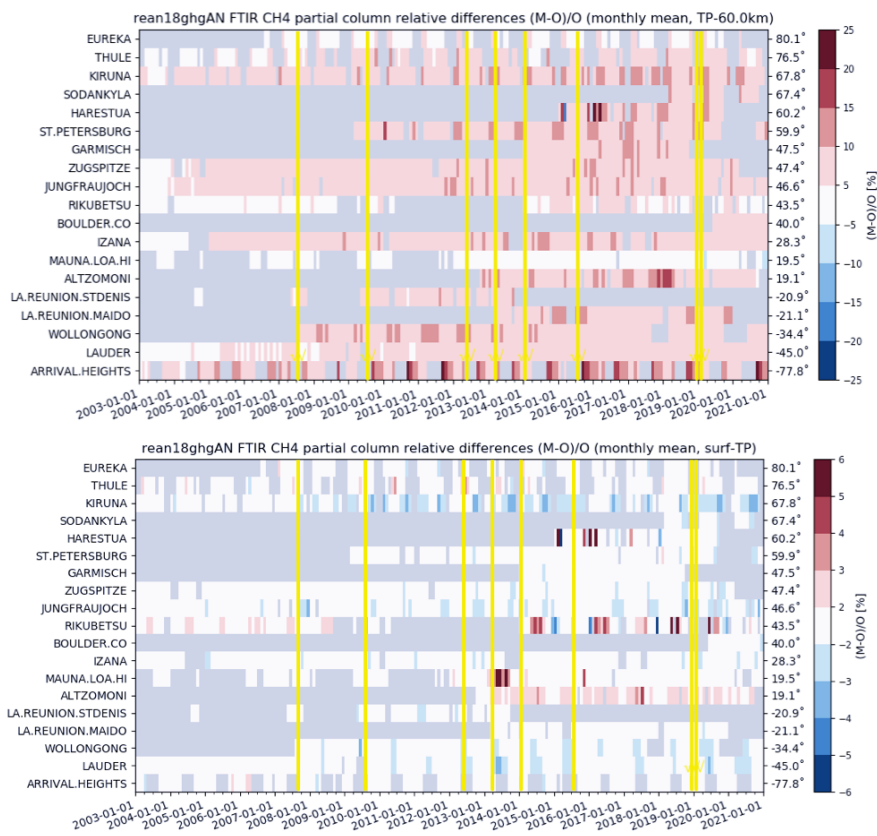 rean18ghgAN FTIR CH4 partial column relative differences (M-O)/O (monthly mean, TP-60.0km)
EUREKA 80.1˚
THULE 76.5˚
KIRUNA 67.8˚
SODANKYLA 67.4˚
HARESTUA 60.2˚
ST.PETERSBURG 59.9˚
GARMISCH 47.5˚
ZUGSPITZE 47.4˚
JUNGFRAUJOCH 46.6˚
RIKUBETSU 43.5˚
BOULDER.CO 40.0˚
IZANA 28.3˚
MAUNA.LOA.HI 19.5˚
ALTZOMONI 19.1˚
LA.REUNION.STDENIS -20.9˚
LA.REUNION.MAIDO -21.1˚
WOLLONGONG -34.4˚
LAUDER -45.0˚
ARRIVAL.HEIGHTS -77.8˚
2003-01-01 2004-01-01 2005-01-01 2006-01-01 2007-01-01 2008-01-01 2009-01-01 2010-01-01 2011-01-01 2012-01-01 2013-01-01 2014-01-01 2015-01-01 2016-01-01 2017-01-01 2018-01-01 2019-01-01 2020-01-01 2021-01-01
25
20
15
10
5
-5
-10
-15
-20
-25
(M-O)/O [%]
rean18ghgAN FTIR CH4 partial column relative differences (M-O)/O (monthly mean, surf-TP)
EUREKA 80.1˚
THULE 76.5˚
KIRUNA 67.8˚
SODANKYLA 67.4˚
HARESTUA 60.2˚
ST.PETERSBURG 59.9˚
GARMISCH 47.5˚
ZUGSPITZE 47.4˚
JUNGFRAUJOCH 46.6˚
RIKUBETSU 43.5˚
BOULDER.CO 40.0˚
IZANA 28.3˚
MAUNA.LOA.HI 19.5˚
ALTZOMONI 19.1˚
LA.REUNION.STDENIS -20.9˚
LA.REUNION.MAIDO -21.1˚
WOLLONGONG -34.4˚
LAUDER -45.0˚
ARRIVAL.HEIGHTS -77.8˚
2003-01-01 2004-01-01 2005-01-01 2006-01-01 2007-01-01 2008-01-01 2009-01-01 2010-01-01 2011-01-01 2012-01-01 2013-01-01 2014-01-01 2015-01-01 2016-01-01 2017-01-01 2018-01-01 2019-01-01 2020-01-01 2021-01-01
6
5
4
3
2
-2
-3
-4
-5
-6
(M-O)/O [%]